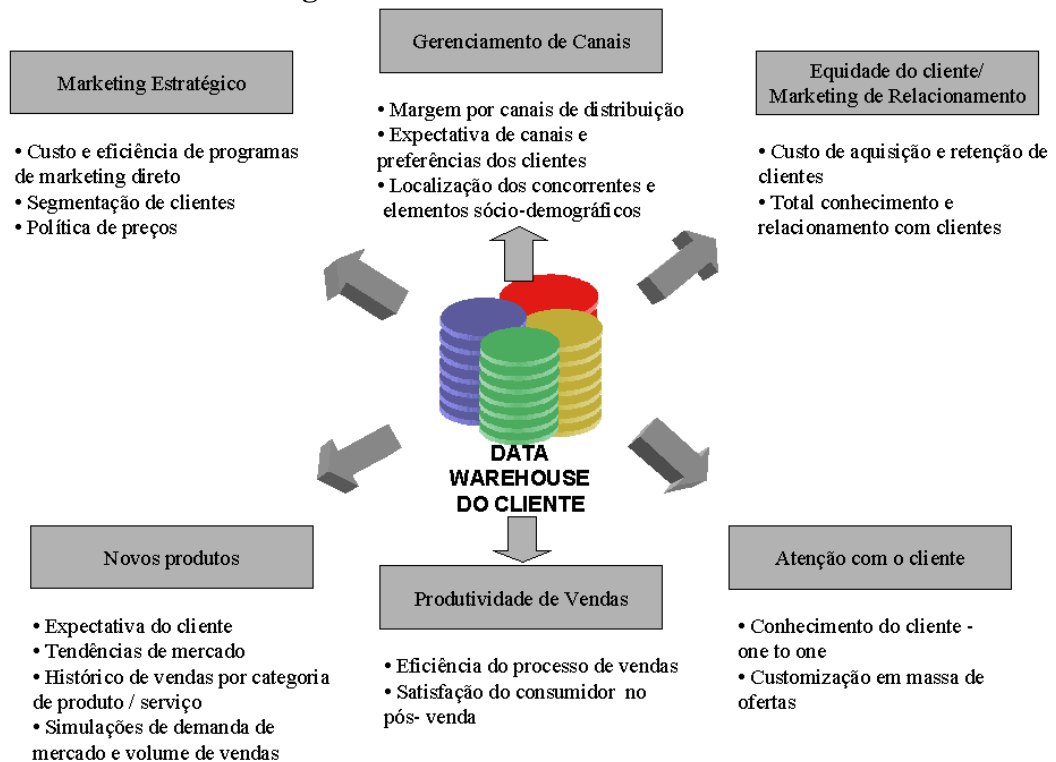 Gerenciamento de Canais
Marketing Estratégico
Equidade do cliente/
Marketing de Relacionamento
• Margem por canais de distribuição
• Expectativa de canais e
preferências dos clientes
• Localização dos concorrentes e
elementos sócio-demográficos
• Custo e eficiência de programas
de marketing direto
• Segmentação de clientes
• Política de preços
• Custo de aquisição e retenção de
clientes
• Total conhecimento e
relacionamento com clientes
DATA
WAREHOUSE
DO CLIENTE
Novos produtos
Produtividade de Vendas
Atenção com o cliente
• Expectativa do cliente
• Tendências de mercado
• Histórico de vendas por categoria
de produto / serviço
• Simulações de demanda de
mercado e volume de vendas
• Eficiência do processo de vendas
• Satisfação do consumidor no
pós- venda
• Conhecimento do cliente -
one to one
• Customização em massa de
ofertas